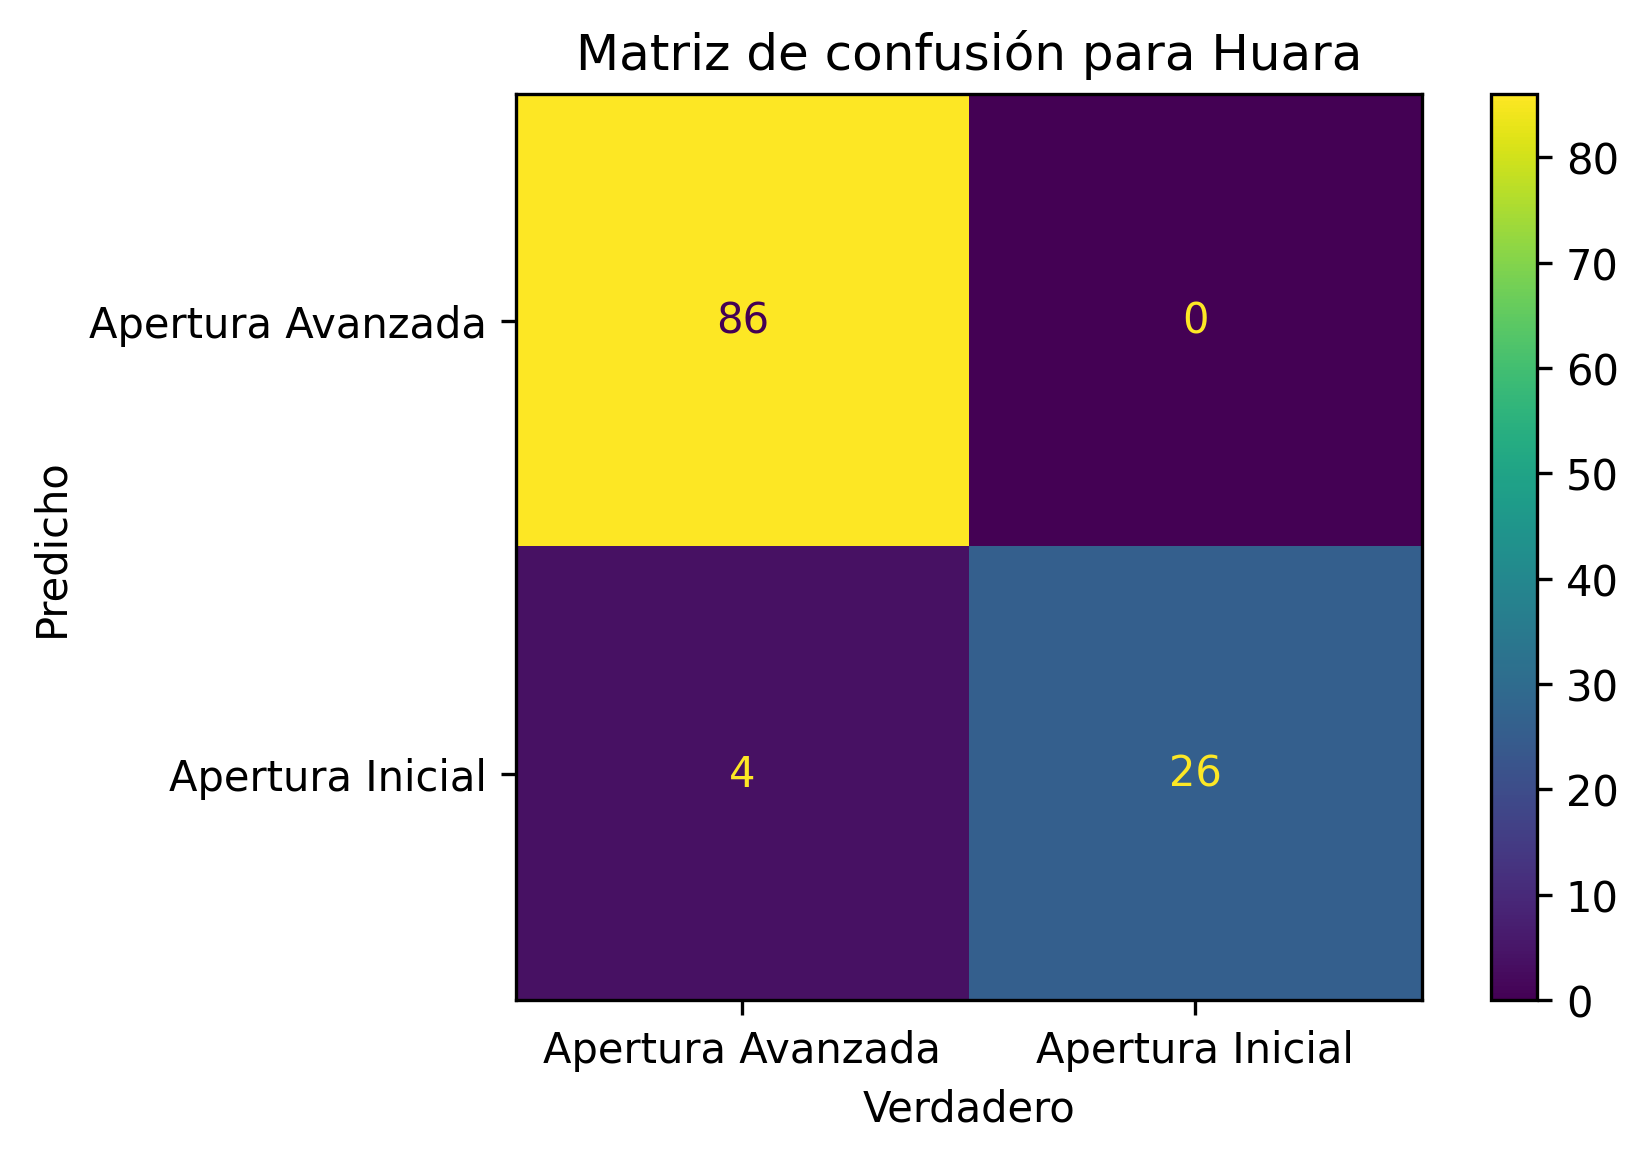 Matriz de confusión para Huara
Predicho
Apertura Avanzada
86
0
Apertura Inicial
4
26
Apertura Avanzada
Apertura Inicial
Verdadero
80
70
60
50
40
30
20
10
0